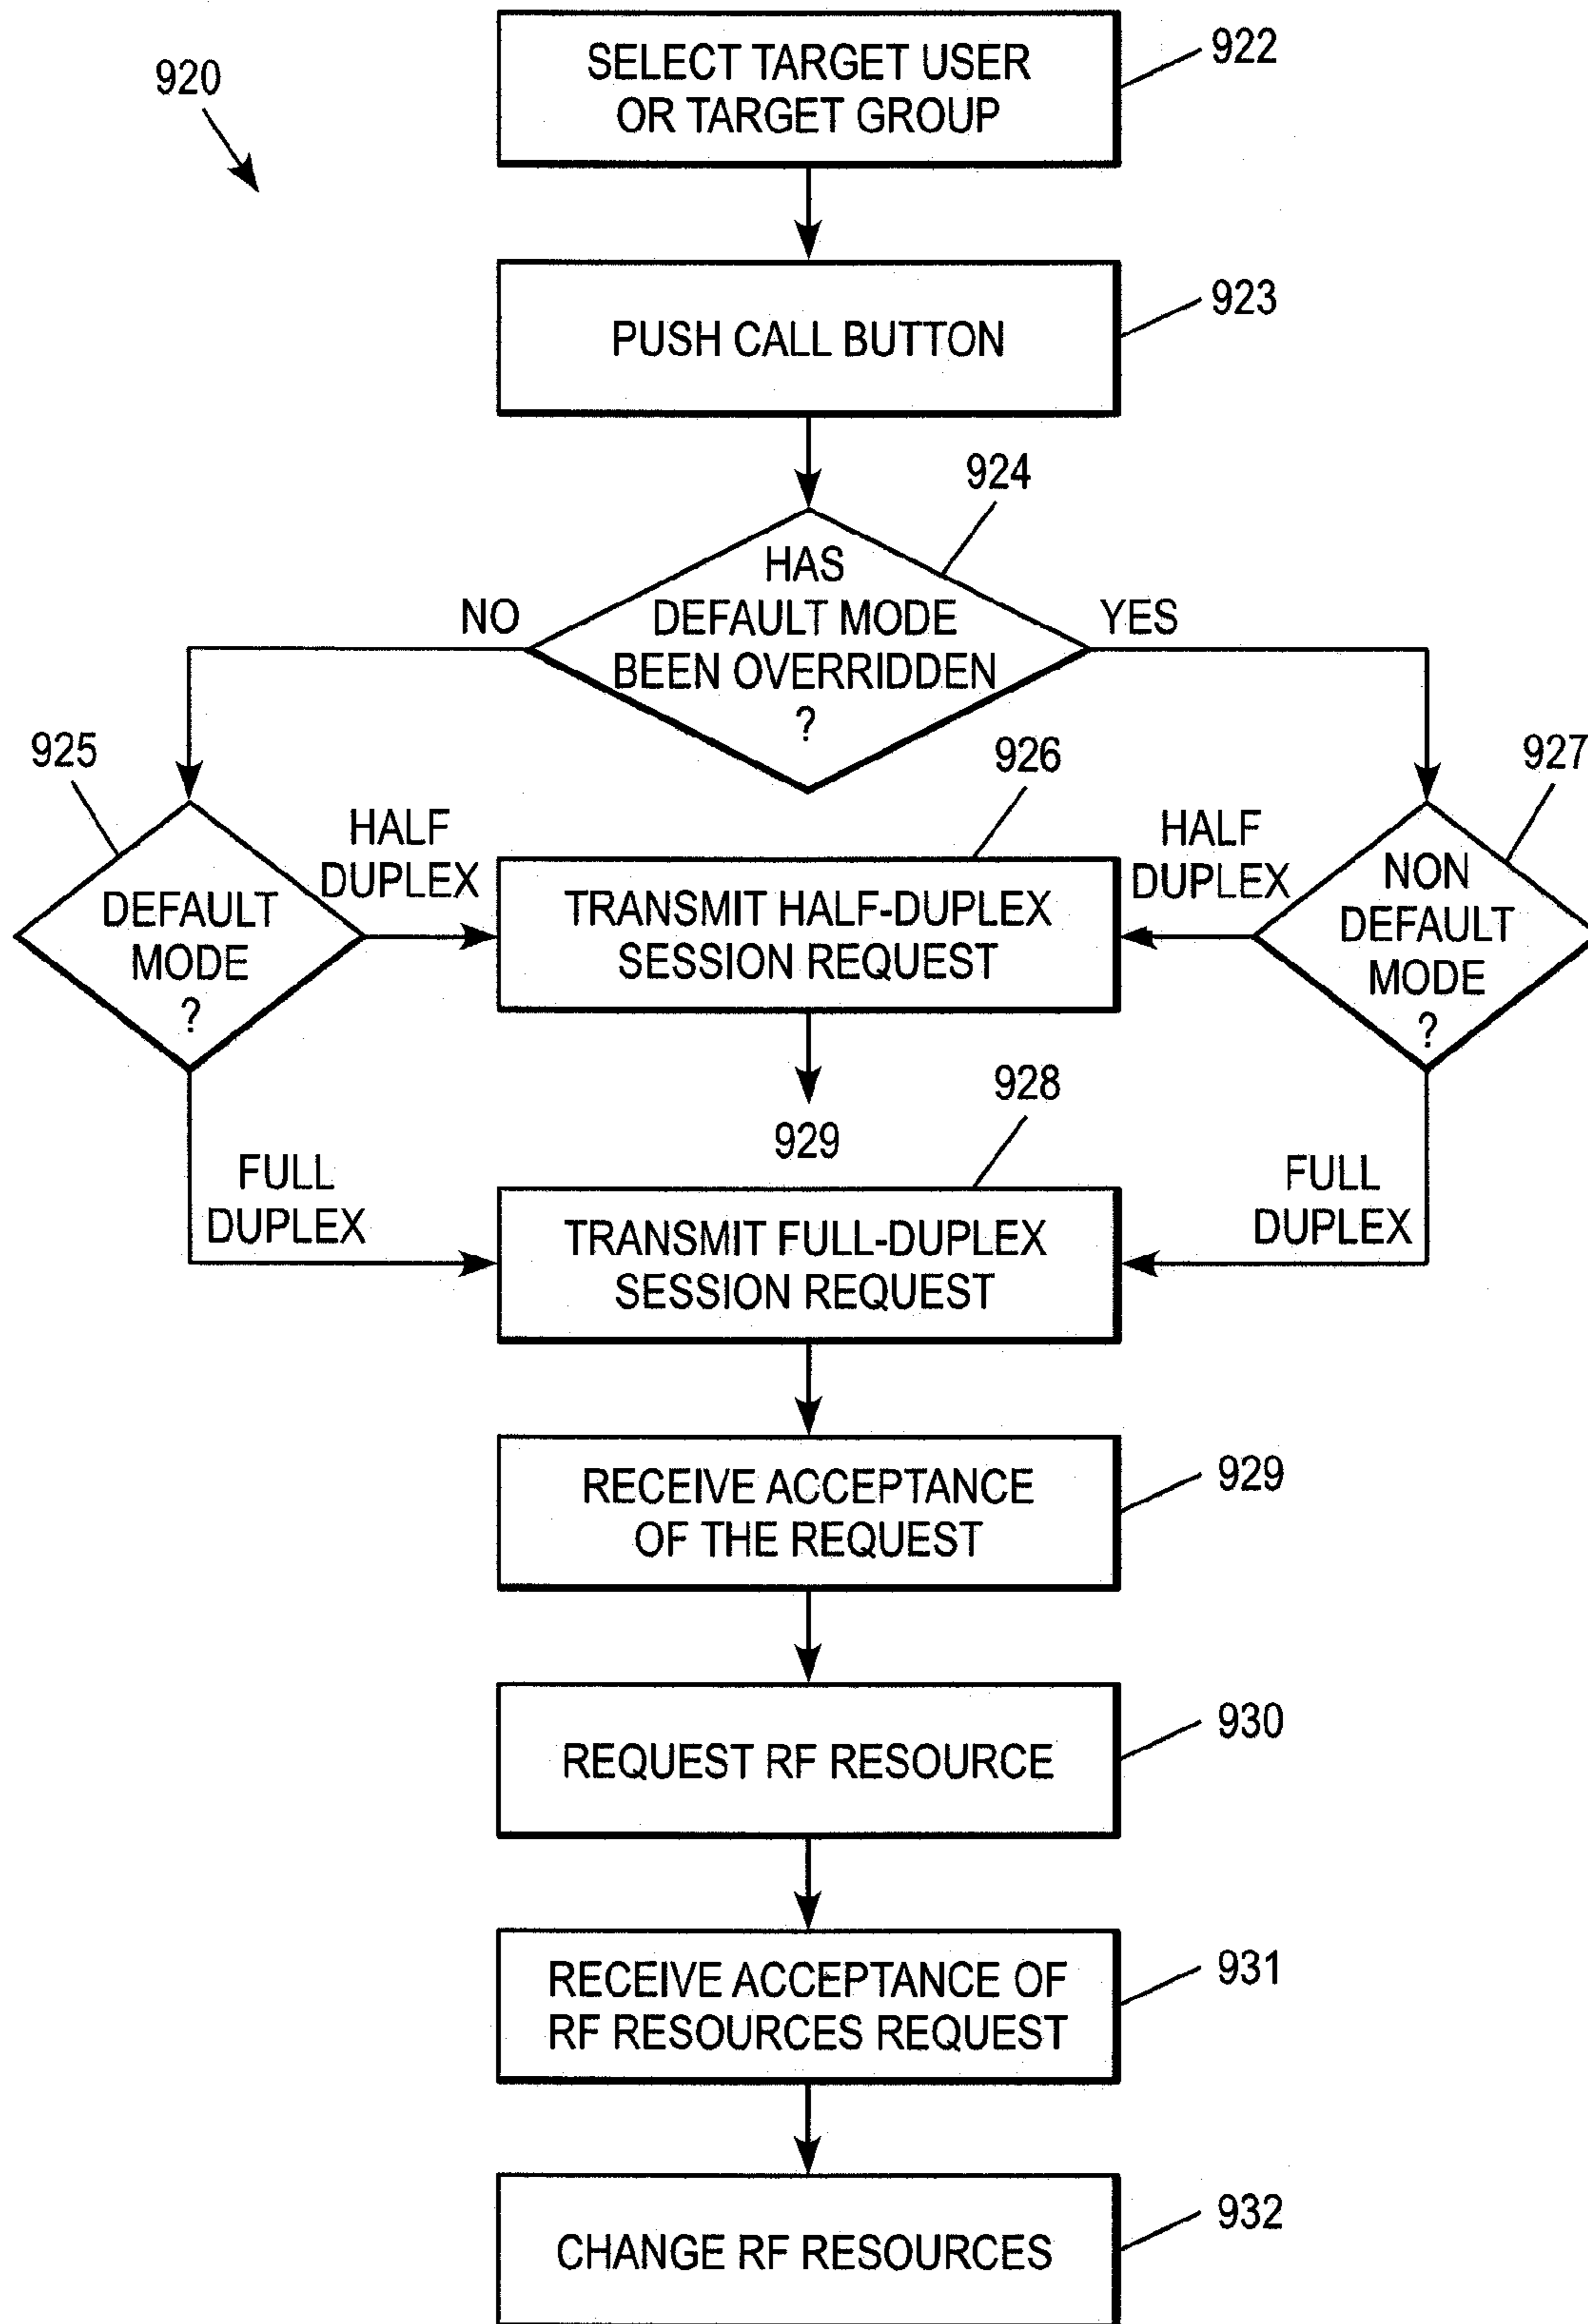 920
SELECT TARGET USER
OR TARGET GROUP
922
PUSH CALL BUTTON
923
924
HAS
DEFAULT MODE
BEEN OVERRIDDEN
?
NO
YES
925
DEFAULT
MODE
?
HALF
DUPLEX
926
TRANSMIT HALF-DUPLEX
SESSION REQUEST
929
HALF
DUPLEX
927
NON
DEFAULT
MODE
?
FULL
DUPLEX
928
TRANSMIT FULL-DUPLEX
SESSION REQUEST
FULL
DUPLEX
RECEIVE ACCEPTANCE
OF THE REQUEST
929
REQUEST RF RESOURCE
930
RECEIVE ACCEPTANCE OF
RF RESOURCES REQUEST
931
CHANGE RF RESOURCES
932